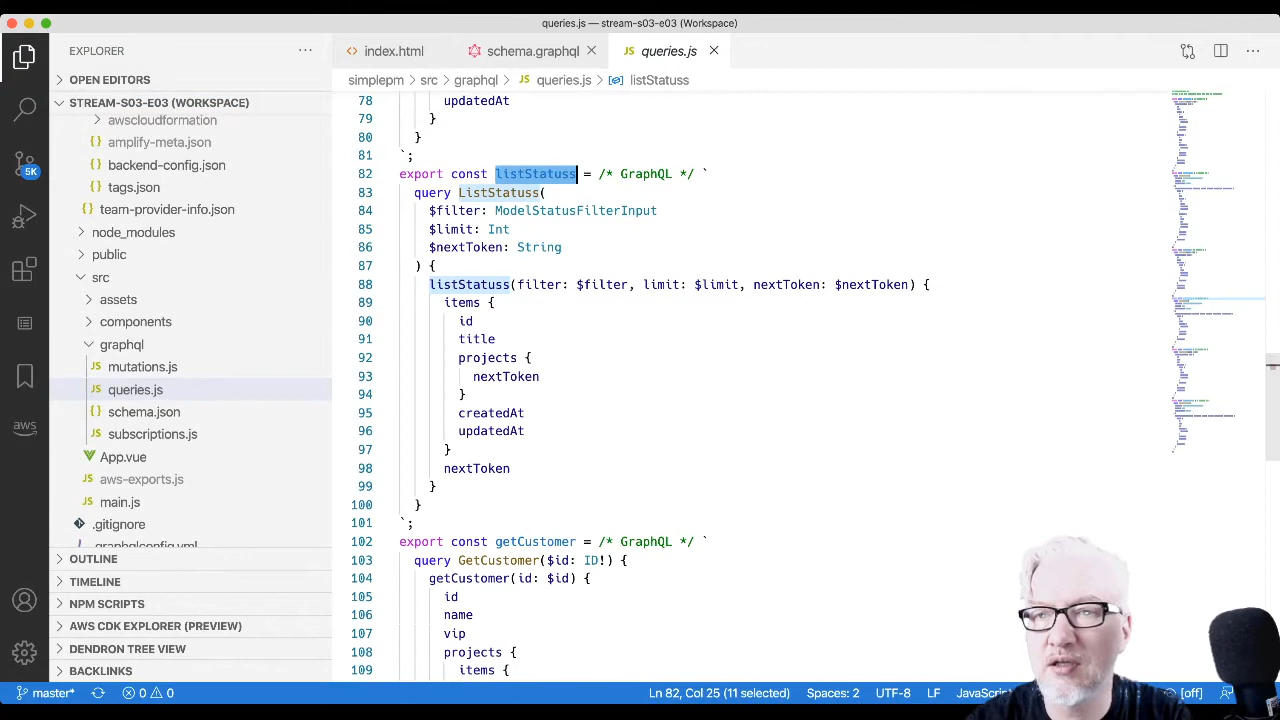 queries.js — stream-s03-e03 (Workspace)
EXPLORER
OPEN EDITORS
STREAM-S03-E03 (WORKSPACE)
awscloudformation
{} amplify-meta.json
{} backend-config.json
{} tags.json
{} team-provider-info.json
node_modules
public
src
assets
components
graphql
JS mutations.js
JS queries.js
{} schema.json
JS subscriptions.js
App.vue
JS aws-exports.js
JS main.js
.gitignore
.graphqlconfig.yml
OUTLINE
TIMELINE
NPM SCRIPTS
AWS CDK EXPLORER (PREVIEW)
DENDRON TREE VIEW
BACKLINKS
5K
aws
index.html
schema.graphql
JS queries.js
simplepm > src > graphql > JS queries.js > listStatuss
78 updatedAt
79 }
80 }
81 `;
82 export const listStatuss = /* GraphQL */ `
83 query ListStatuss(
84 $filter: ModelStatusFilterInput
85 $limit: Int
86 $nextToken: String
87 ) {
88 listStatuss(filter: $filter, limit: $limit, nextToken: $nextToken) {
89 items {
90 id
91 title
92 projects {
93 nextToken
94 }
95 createdAt
96 updatedAt
97 }
98 nextToken
99 }
100 }
101 `;
102 export const getCustomer = /* GraphQL */ `
103 query GetCustomer($id: ID!) {
104 getCustomer(id: $id) {
105 id
106 name
107 vip
108 projects {
109 items {
master*
0 0
Ln 82, Col 25 (11 selected)
Spaces: 2
UTF-8
LF
JavaScr
[off]